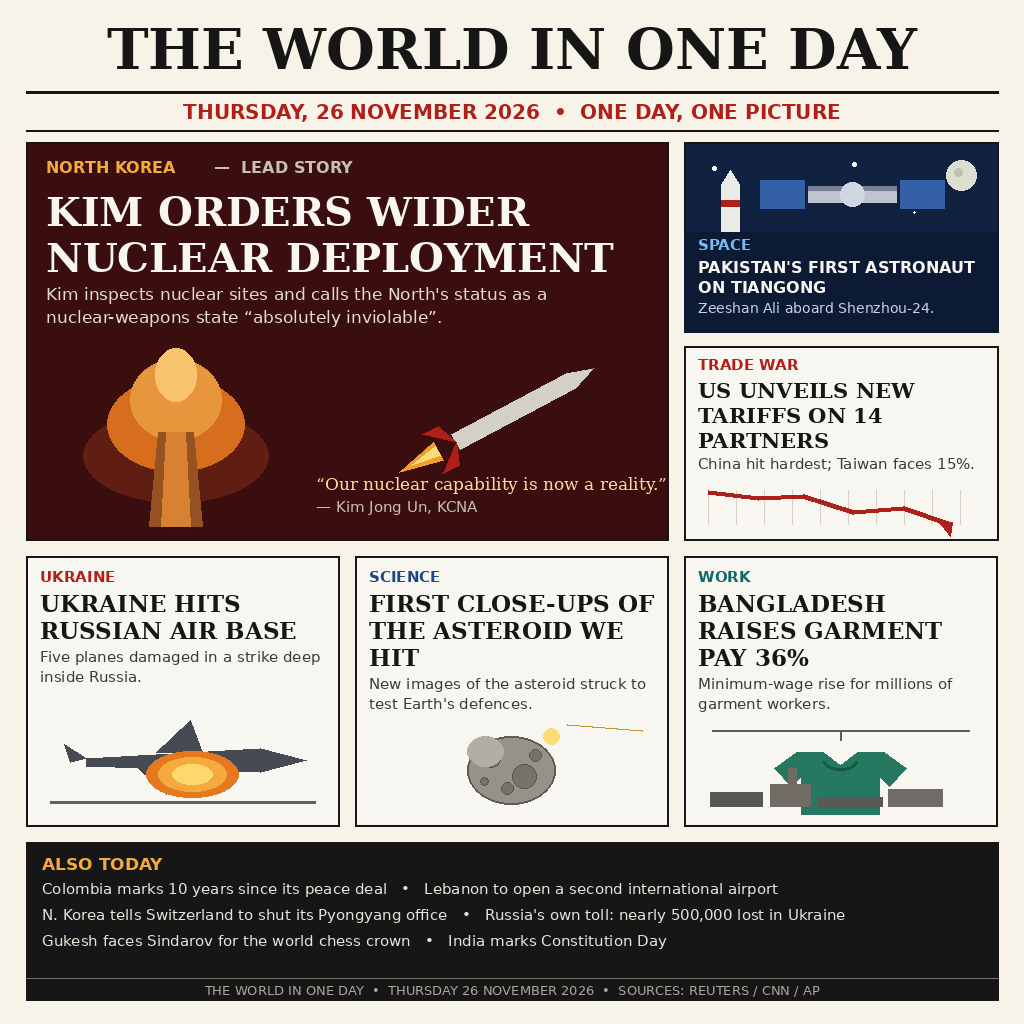 THE WORLD IN ONE DAY
THURSDAY, 26 NOVEMBER 2026 • ONE DAY, ONE PICTURE
NORTH KOREA — LEAD STORY
KIM ORDERS WIDER
NUCLEAR DEPLOYMENT
Kim inspects nuclear sites and calls the North's status as a
nuclear-weapons state “absolutely inviolable”.
“Our nuclear capability is now a reality.”
— Kim Jong Un, KCNA
SPACE
PAKISTAN'S FIRST ASTRONAUT
ON TIANGONG
Zeeshan Ali aboard Shenzhou-24.
TRADE WAR
US UNVEILS NEW
TARIFFS ON 14
PARTNERS
China hit hardest; Taiwan faces 15%.
UKRAINE
UKRAINE HITS
RUSSIAN AIR BASE
Five planes damaged in a strike deep
inside Russia.
SCIENCE
FIRST CLOSE-UPS OF
THE ASTEROID WE
HIT
New images of the asteroid struck to
test Earth's defences.
WORK
BANGLADESH
RAISES GARMENT
PAY 36%
Minimum-wage rise for millions of
garment workers.
ALSO TODAY
Colombia marks 10 years since its peace deal • Lebanon to open a second international airport
N. Korea tells Switzerland to shut its Pyongyang office • Russia's own toll: nearly 500,000 lost in Ukraine
Gukesh faces Sindarov for the world chess crown • India marks Constitution Day
THE WORLD IN ONE DAY • THURSDAY 26 NOVEMBER 2026 • SOURCES: REUTERS / CNN / AP